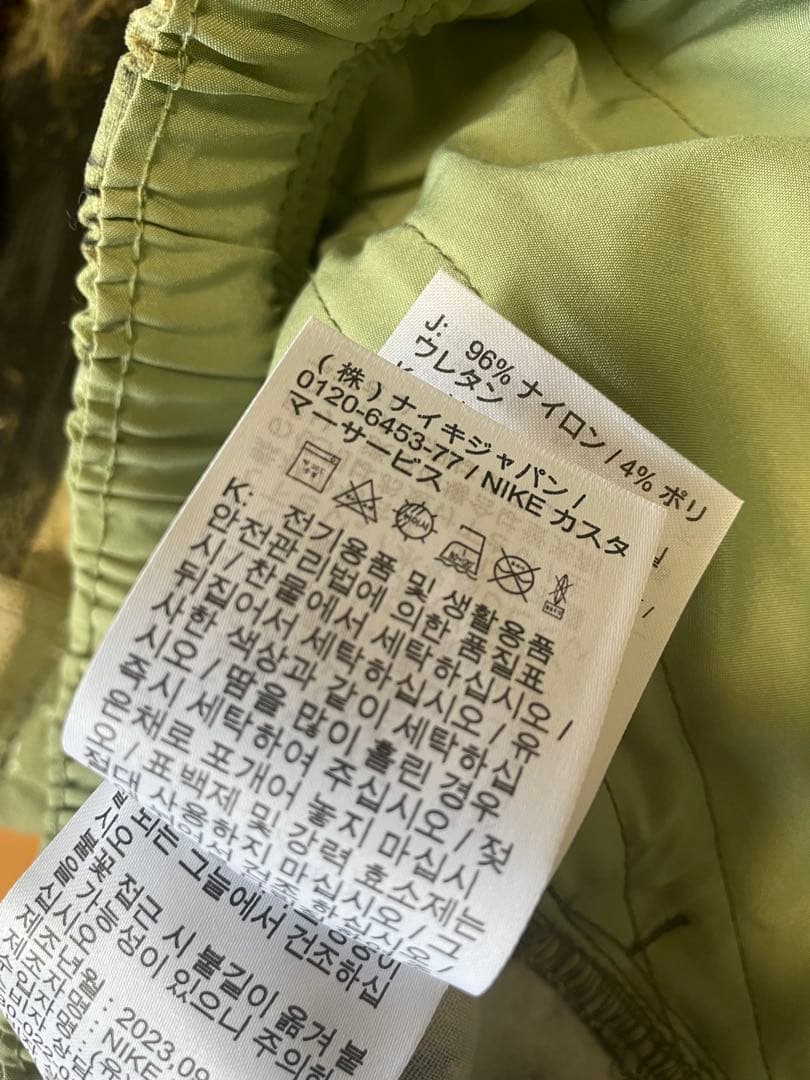 J: 96% ナイロン / 4% ポリ
ウレタン
(株) ナイキジャパン /
0120-6453-77 / NIKE カスタ
マーサービス
K: 전기용품 및 생활용품
안전관리법에 의한 품질표
시 / 찬물에서 세탁하십시오 /
뒤집어서 세탁하십시오 / 유
사한 색상과 같이 세탁하십
시오 / 땀을 많이 흘린 경우
즉시 세탁하여 주십시오 / 젖
은채로 포개어 놓지 마십시
오 / 표백제 및 강력 효소제는
절대 사용하지 마십시오 / 그
되는 그늘에서 건조하십
시오
불꽃 접근 시 불길이 옮겨 붙
을 가능성이 있으니 주의하
십시오
제조년월 : 2023.09
제조자명 : NIKE